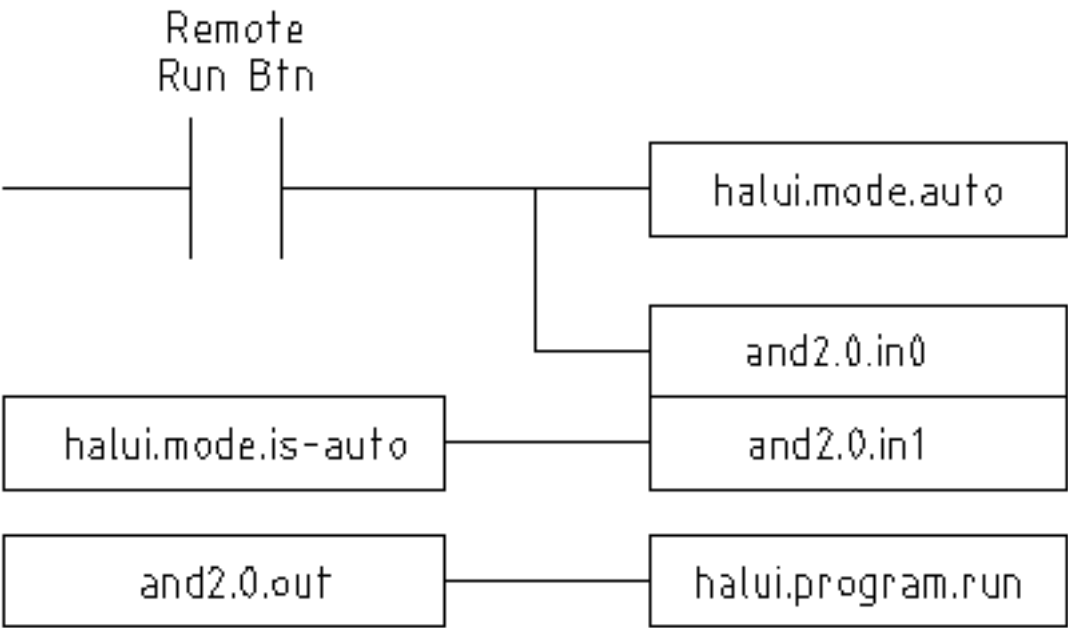 Remote
Run Btn
halui.mode.auto
and2.0.in0
halui.mode.is-auto
and2.0.in1
and2.0.out
halui.program.run